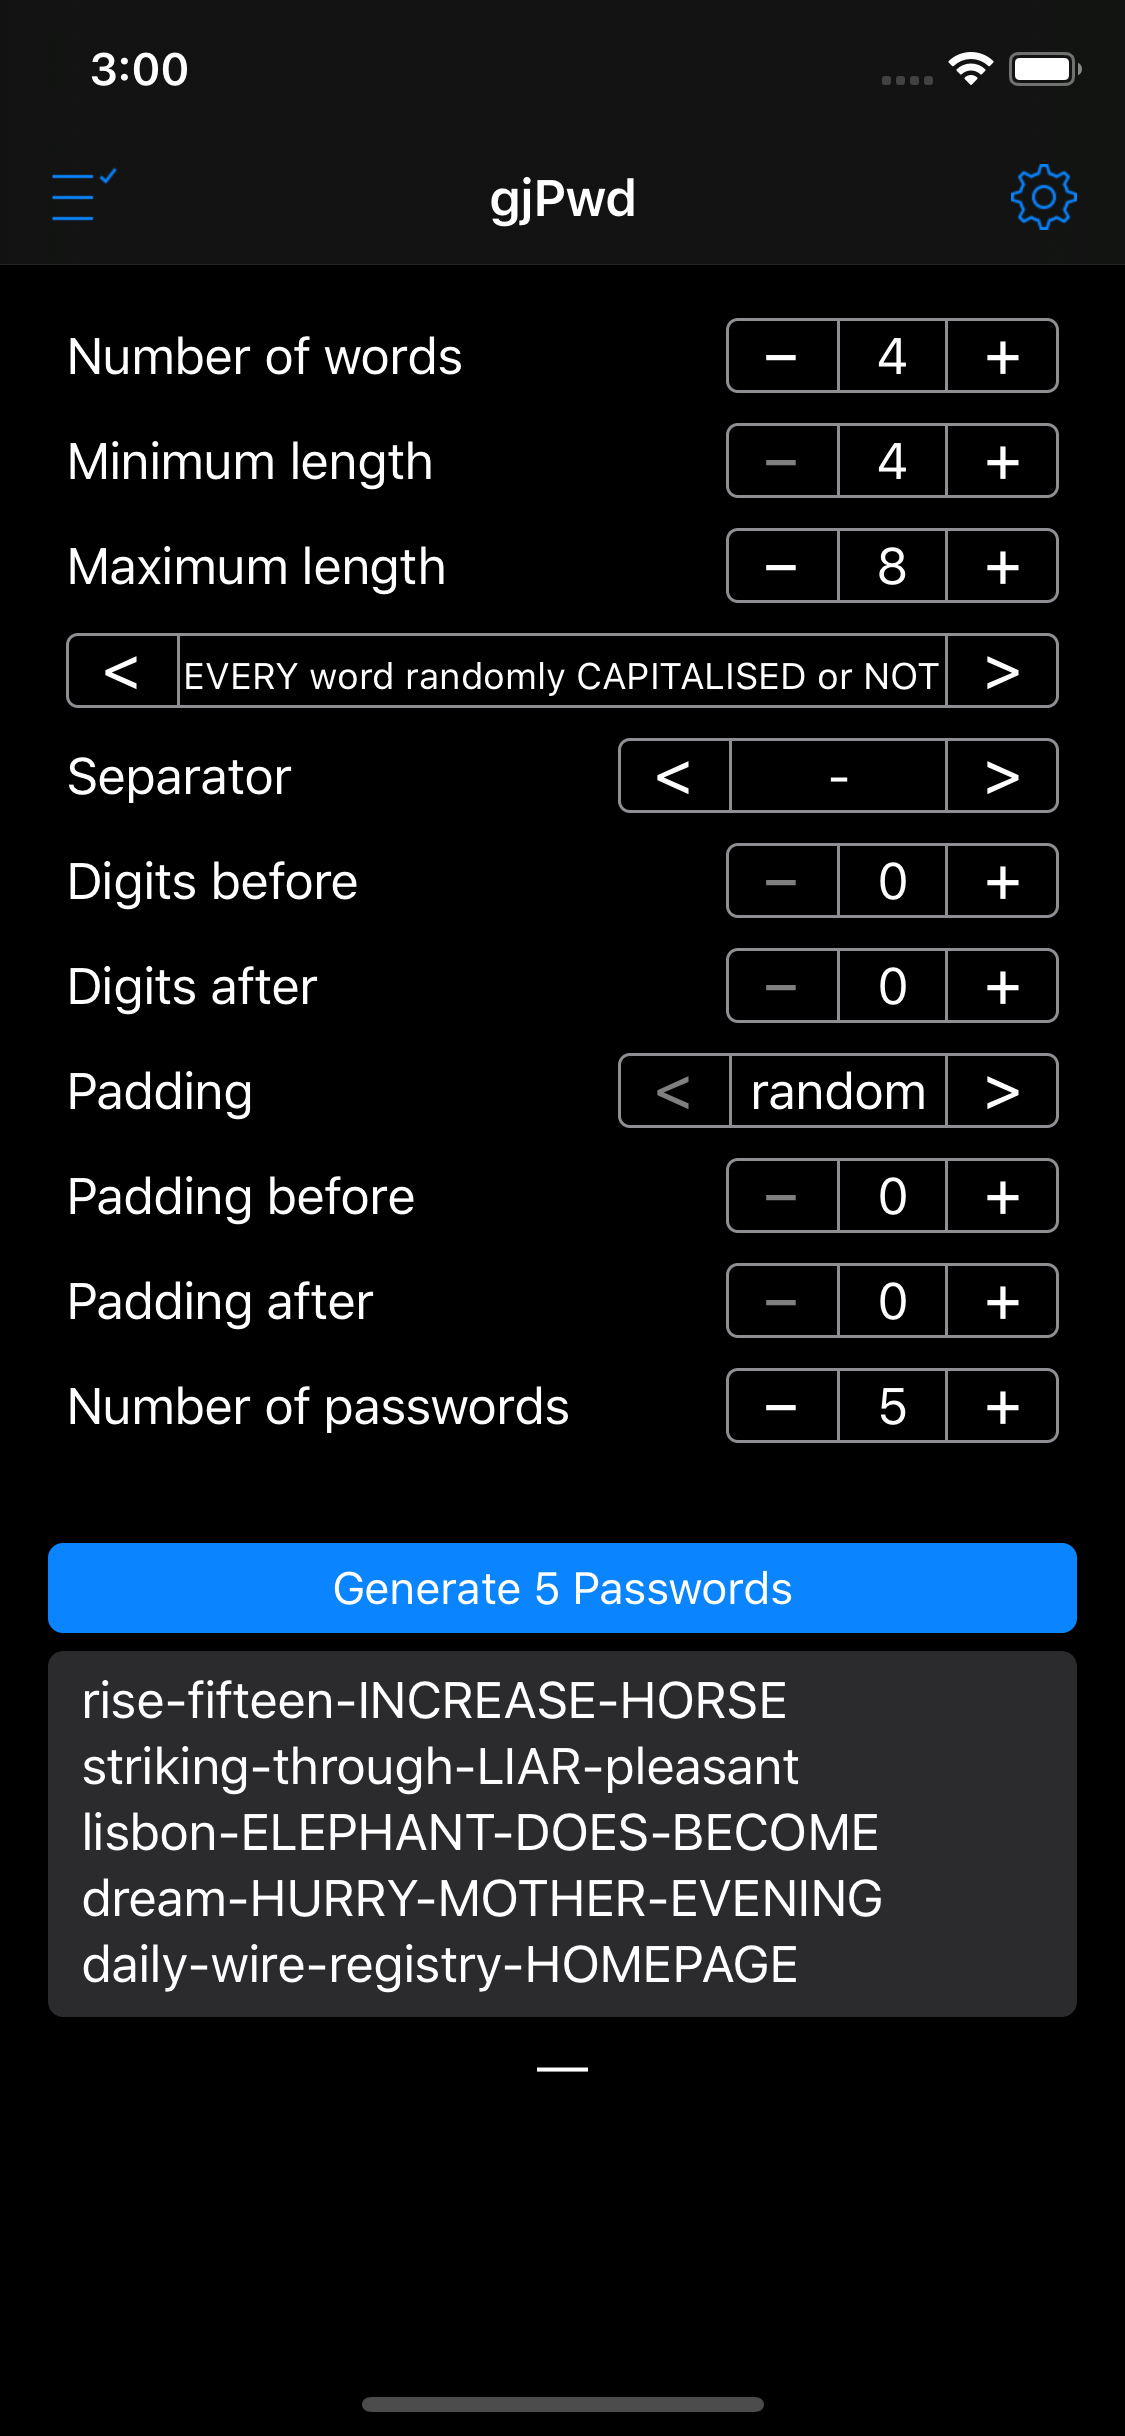 3:00
gjPwd
Number of words − 4 +
Minimum length − 4 +
Maximum length − 8 +
< EVERY word randomly CAPITALISED or NOT >
Separator < - >
Digits before − 0 +
Digits after − 0 +
Padding < random >
Padding before − 0 +
Padding after − 0 +
Number of passwords − 5 +
Generate 5 Passwords
rise-fifteen-INCREASE-HORSE
striking-through-LIAR-pleasant
lisbon-ELEPHANT-DOES-BECOME
dream-HURRY-MOTHER-EVENING
daily-wire-registry-HOMEPAGE